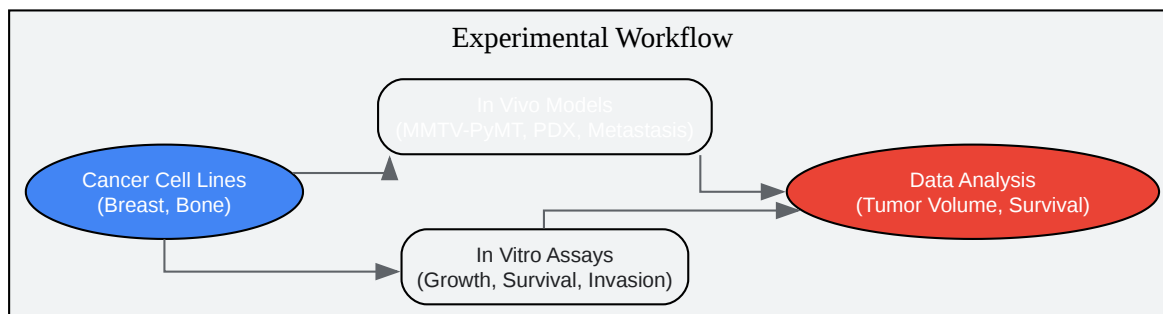 Experimental Workflow
In Vivo Models
(MMTV-PyMT, PDX, Metastasis)
Cancer Cell Lines
(Breast, Bone)
Data Analysis
(Tumor Volume, Survival)
In Vitro Assays
(Growth, Survival, Invasion)